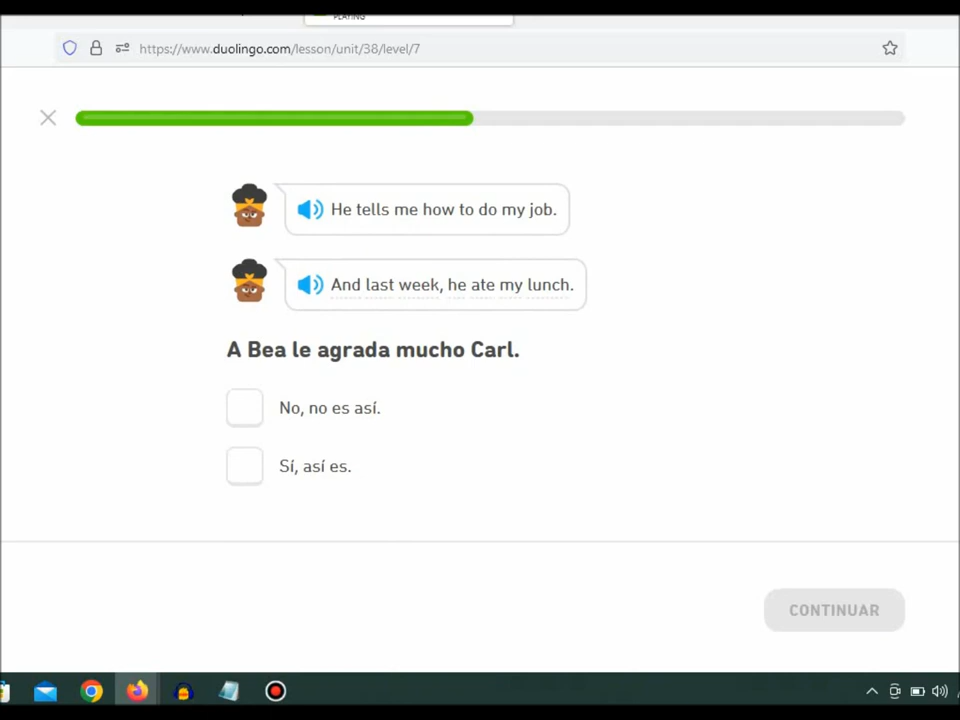 PLAYING
https://www.duolingo.com/lesson/unit/38/level/7
He tells me how to do my job.
And last week, he ate my lunch.
A Bea le agrada mucho Carl.
No, no es así.
Sí, así es.
CONTINUAR